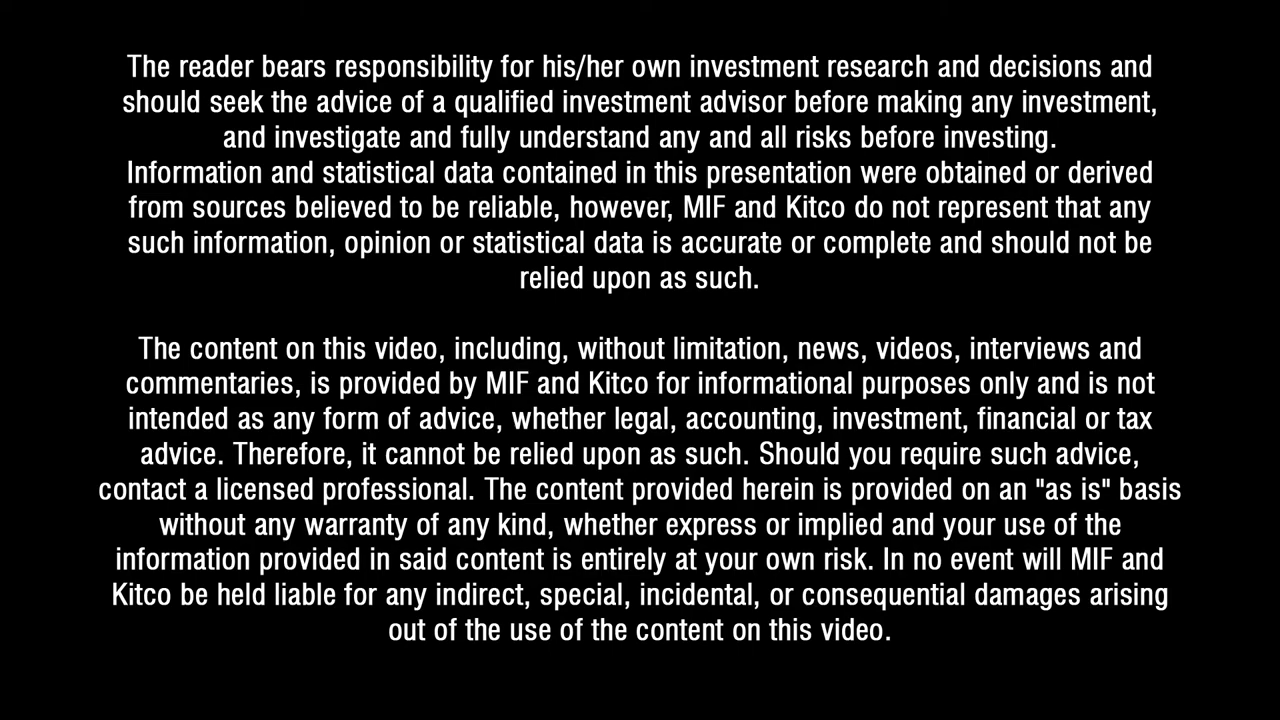 The reader bears responsibility for his/her own investment research and decisions and
should seek the advice of a qualified investment advisor before making any investment,
and investigate and fully understand any and all risks before investing.
Information and statistical data contained in this presentation were obtained or derived
from sources believed to be reliable, however, MIF and Kitco do not represent that any
such information, opinion or statistical data is accurate or complete and should not be
relied upon as such.
The content on this video, including, without limitation, news, videos, interviews and
commentaries, is provided by MIF and Kitco for informational purposes only and is not
intended as any form of advice, whether legal, accounting, investment, financial or tax
advice. Therefore, it cannot be relied upon as such. Should you require such advice,
contact a licensed professional. The content provided herein is provided on an "as is" basis
without any warranty of any kind, whether express or implied and your use of the
information provided in said content is entirely at your own risk. In no event will MIF and
Kitco be held liable for any indirect, special, incidental, or consequential damages arising
out of the use of the content on this video.